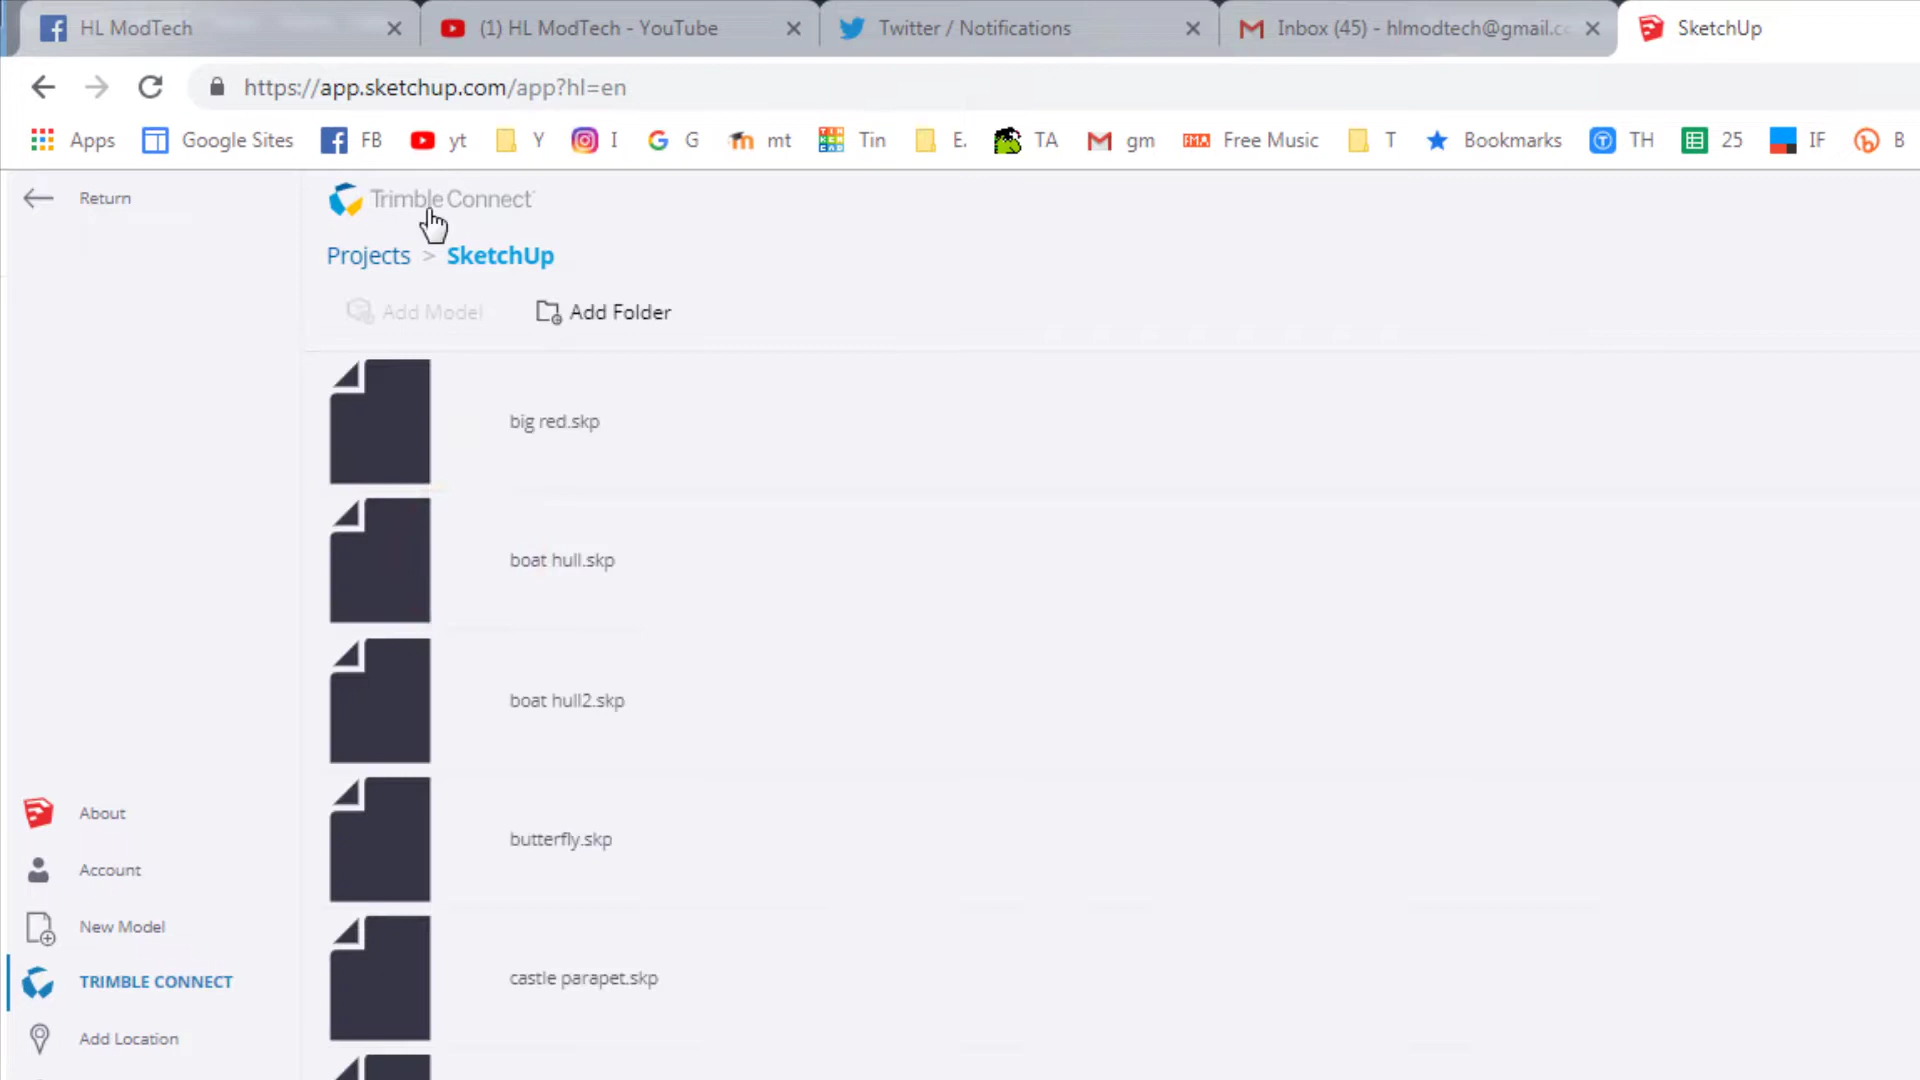 HL ModTech
(1) HL ModTech - YouTube
Twitter / Notifications
Inbox (45) - hlmodtech@gmail.c
SketchUp
https://app.sketchup.com/app?hl=en
Apps Google Sites FB yt Y I G mt Tin E. TA gm Free Music T Bookmarks TH 25 IF B
Return
Trimble Connect
Projects > SketchUp
Add Model Add Folder
big red.skp
boat hull.skp
boat hull2.skp
butterfly.skp
castle parapet.skp
About
Account
New Model
TRIMBLE CONNECT
Add Location